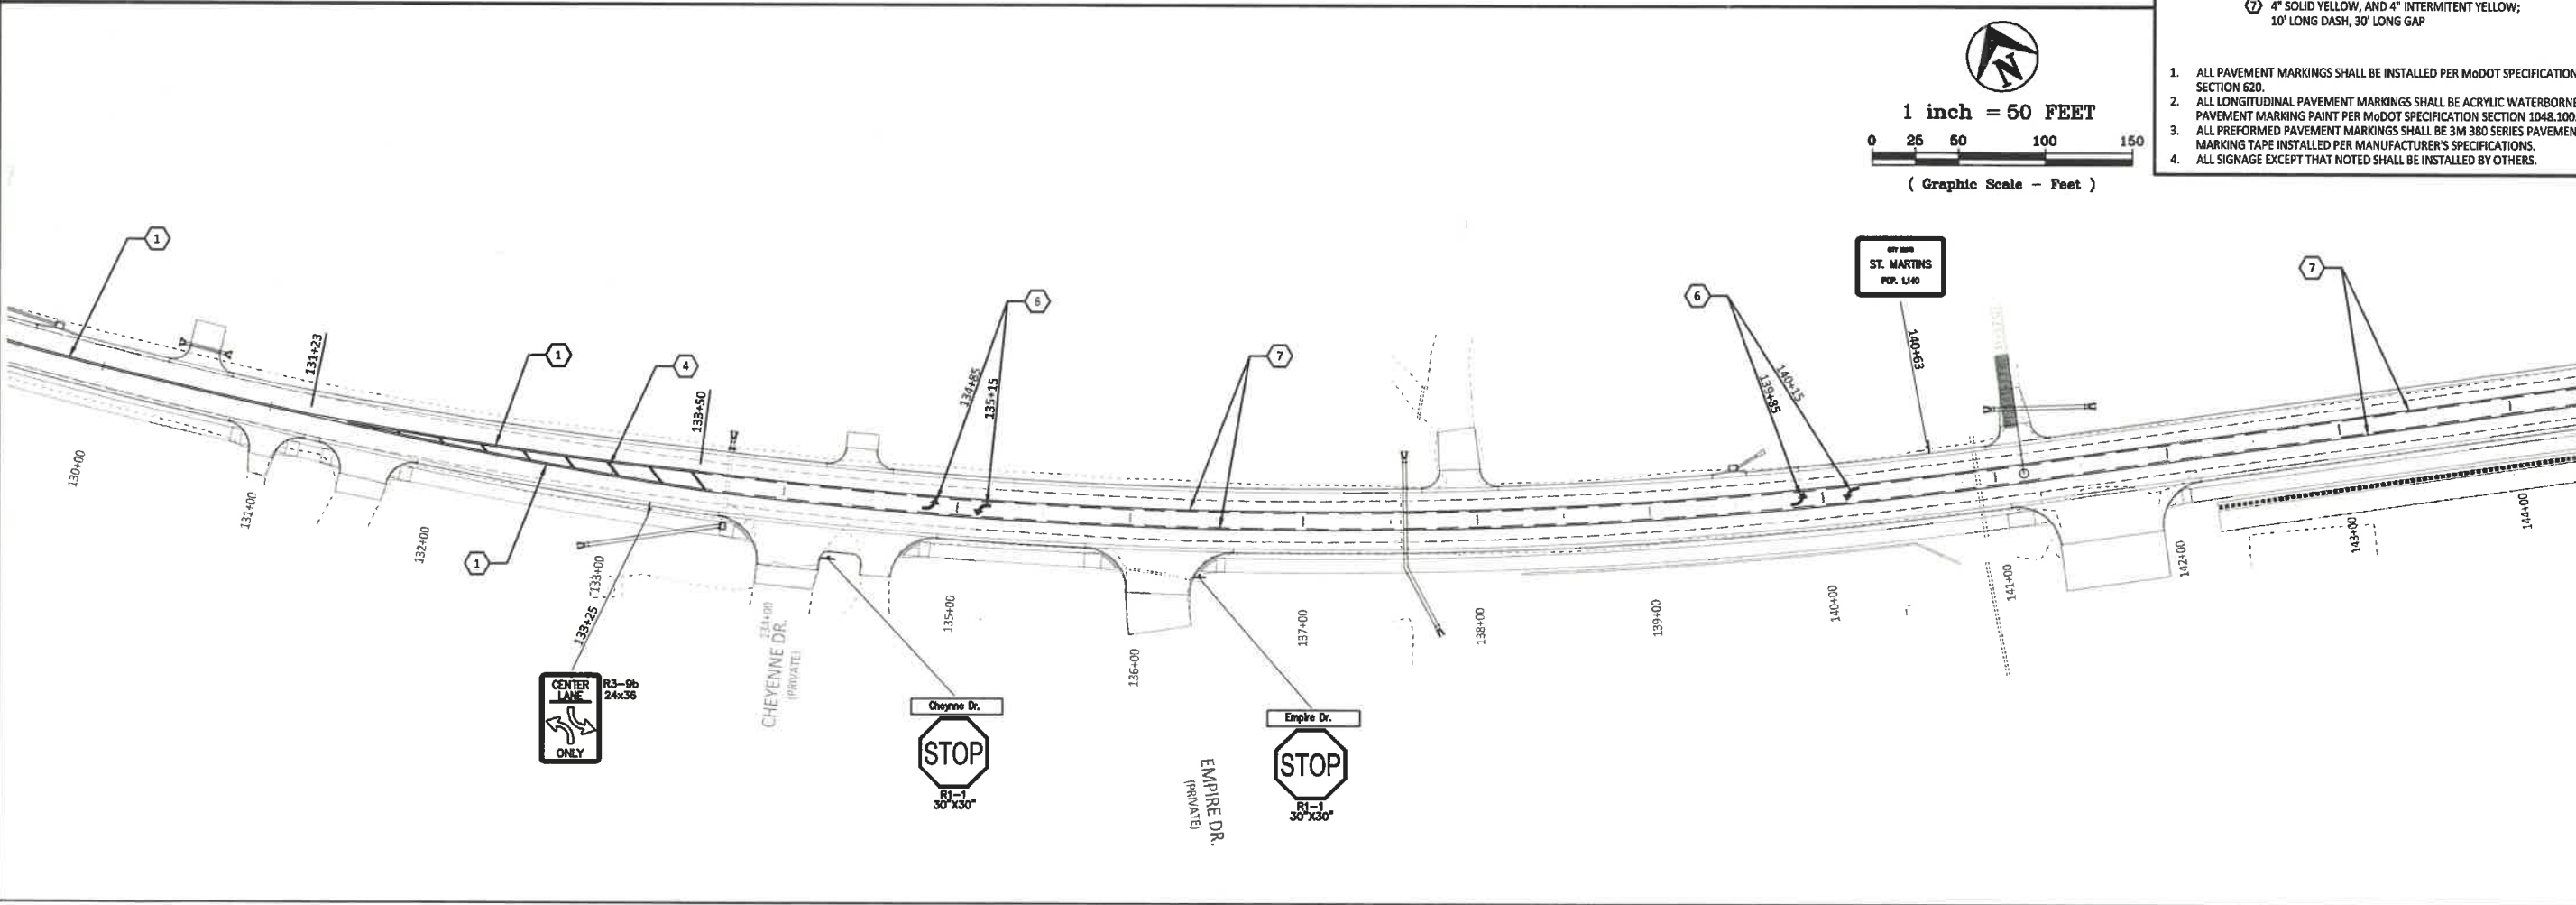 7 4" SOLID YELLOW, AND 4" INTERMITENT YELLOW;
10' LONG DASH, 30' LONG GAP
1. ALL PAVEMENT MARKINGS SHALL BE INSTALLED PER MoDOT SPECIFICATION
SECTION 620.
2. ALL LONGITUDINAL PAVEMENT MARKINGS SHALL BE ACRYLIC WATERBORNE
PAVEMENT MARKING PAINT PER MoDOT SPECIFICATION SECTION 1048.100.
3. ALL PREFORMED PAVEMENT MARKINGS SHALL BE 3M 380 SERIES PAVEMEN
MARKING TAPE INSTALLED PER MANUFACTURER'S SPECIFICATIONS.
4. ALL SIGNAGE EXCEPT THAT NOTED SHALL BE INSTALLED BY OTHERS.
N
1 inch = 50 FEET
0 25 50 100 150
( Graphic Scale - Feet )
1
131+23
1
4
133+50
6
134+85
135+15
7
6
139+85
140+15
ST. MARTINS
POP. 1,140
140+63
7
1
130+00
131+00
132+00
133+00
133+25
234+00
135+00
136+00
137+00
138+00
139+00
140+00
141+00
142+00
143+00
144+00
CENTER
LANE
ONLY
R3-9b
24x36
CHEYENNE DR.
(PRIVATE)
Cheynne Dr.
STOP
R1-1
30"X30"
EMPIRE DR.
(PRIVATE)
Empire Dr.
STOP
R1-1
30"X30"